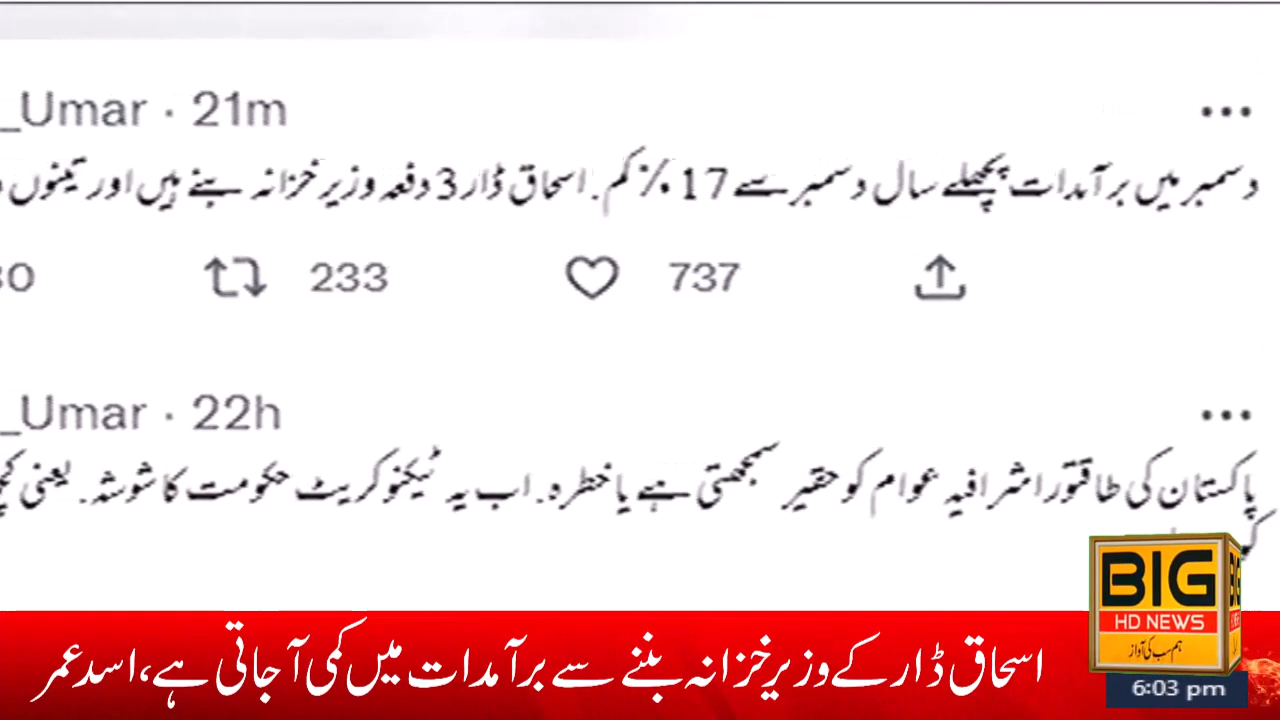 _Umar · 21m
دسمبر میں برآمدات پچھلے سال دسمبر سے 17٪ کم. اسحاق ڈار 3 دفعہ وزیر خزانہ بنے ہیں اور تینوں
233 737
_Umar · 22h
پاکستان کی طاقتور اشرافیہ عوام کو حقیر سمجھتی ہے یا خطرہ. اب یہ ٹیکنوکریٹ حکومت کا شوشہ. یعنی
BIG
HD NEWS
ہم سب کی آواز
اسحاق ڈار کے وزیر خزانہ بننے سے برآمدات میں کمی آ جاتی ہے، اسد عمر
6:03 pm